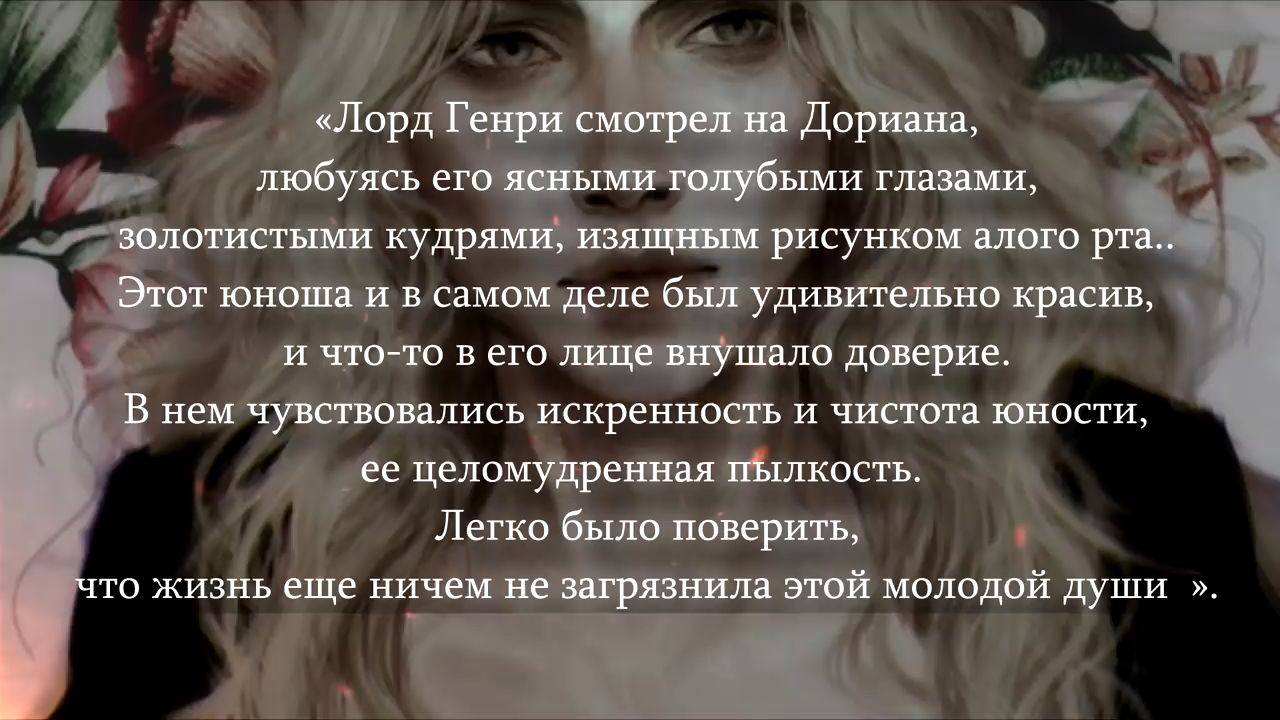 «Лорд Генри смотрел на Дориана,
любуясь его ясными голубыми глазами,
золотистыми кудрями, изящным рисунком алого рта..
Этот юноша и в самом деле был удивительно красив,
и что-то в его лице внушало доверие.
В нем чувствовались искренность и чистота юности,
ее целомудренная пылкость.
Легко было поверить,
что жизнь еще ничем не загрязнила этой молодой души  ».